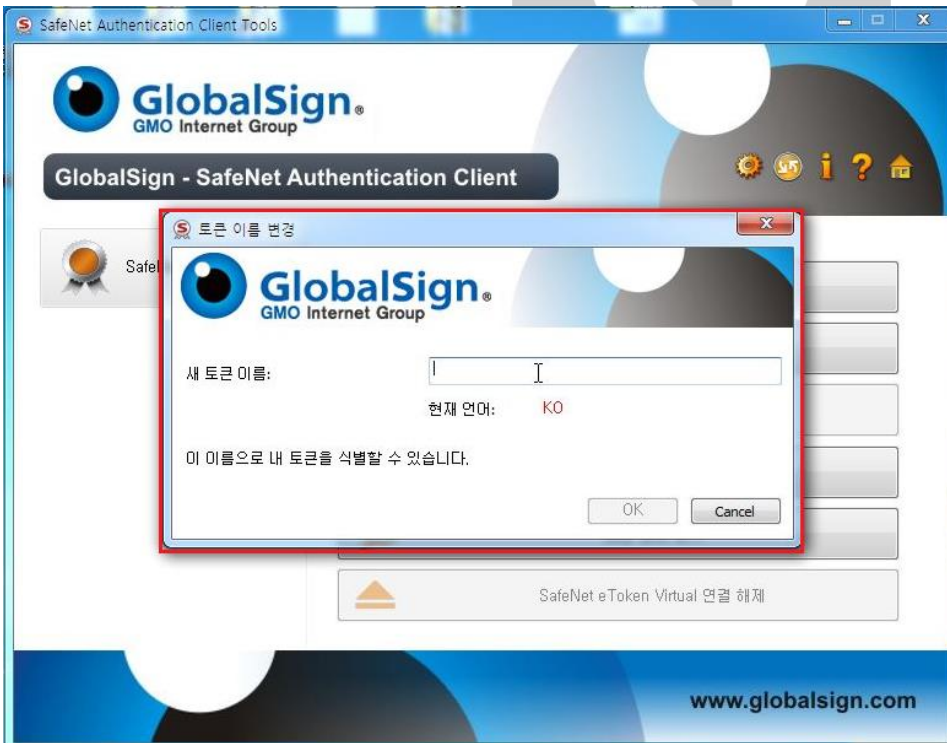 SafeNet Authentication Client Tools
GlobalSign®
GMO Internet Group
GlobalSign - SafeNet Authentication Client
토큰 이름 변경
GlobalSign®
GMO Internet Group
새 토큰 이름:
현재 언어: KO
이 이름으로 내 토큰을 식별할 수 있습니다.
OK Cancel
SafeNet eToken Virtual 연결 해제
www.globalsign.com